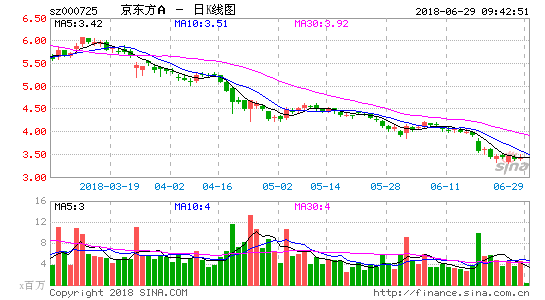 sz000725 京东方A － 日K线图 2018-06-29 09:42:51
MA5:3.42 MA10:3.51 MA30:3.92
6.50
6.00
5.50
5.00
4.50
4.00
3.50
3.00
sina
2018-03-19 04-02 04-16 05-02 05-14 05-28 06-11 06-29
MA5:3 MA10:4 MA30:4
16
12
8
4
x百万
Copyright 2018 SINA.COM http://finance.sina.com.cn